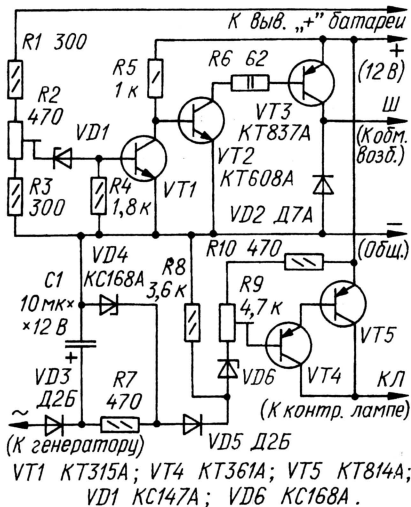 К выв. „+" батареи
R1 300
R2
470
R3
300
VD1
R4
1,8 к
R5
1 к
VT1
R6 62
VT2
КТ608А
VT3
КТ837А
+
(12 В)
Ш
(К обм.
возб.)
VD2 Д7А
—
(Общ.)
С1
10 мк×
×12 В
+
VD4
КС168А
R8
3,6 к
R10 470
R9
4,7 к
VD6
VT4
VT5
КЛ
(К контр. лампе)
VD3
Д2Б
R7
470
VD5 Д2Б
~
(К генератору)
VT1 КТ315А; VT4 КТ361А; VT5 КТ814А;
VD1 КС147А; VD6 КС168А.